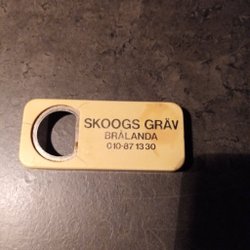 SKOOGS GRÄV
BRÅLANDA
010-87 13 30